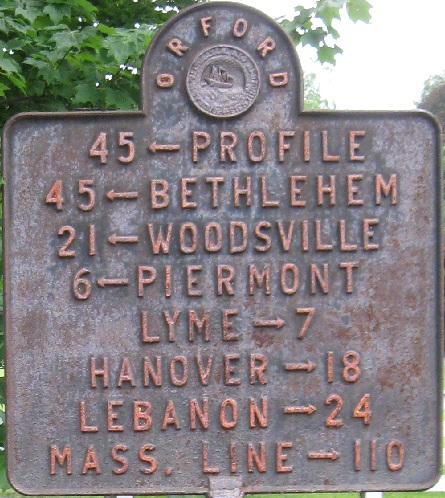 ORFORD
45 ← PROFILE
45 ← BETHLEHEM
21 ← WOODSVILLE
6 ← PIERMONT
LYME → 7
HANOVER → 18
LEBANON → 24
MASS. LINE → 110